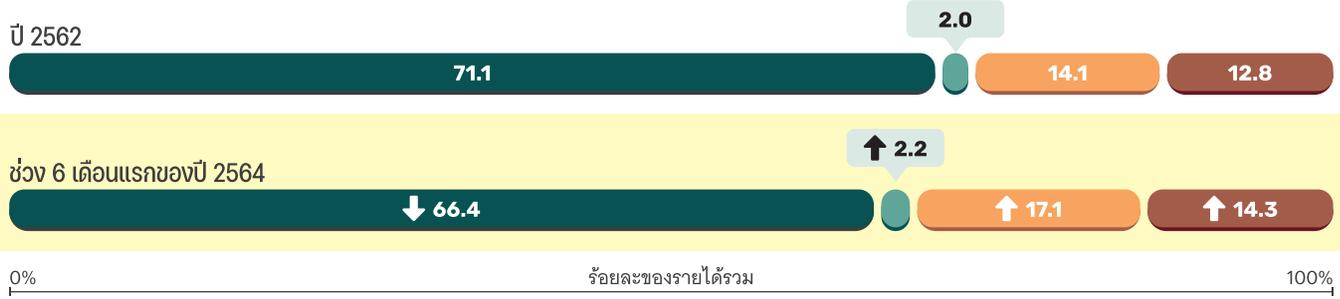 2.0
ปี 2562
71.1 14.1 12.8
2.2
ช่วง 6 เดือนแรกของปี 2564
66.4 17.1 14.3
0% ร้อยละของรายได้รวม 100%